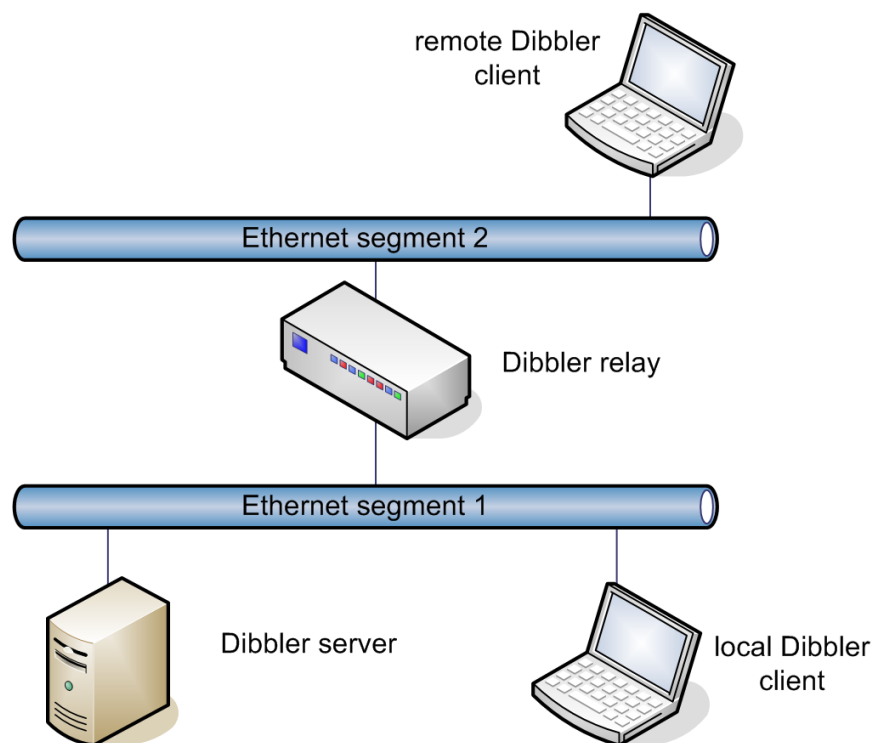 remote Dibbler
client
Ethernet segment 2
Dibbler relay
Ethernet segment 1
Dibbler server
local Dibbler
client